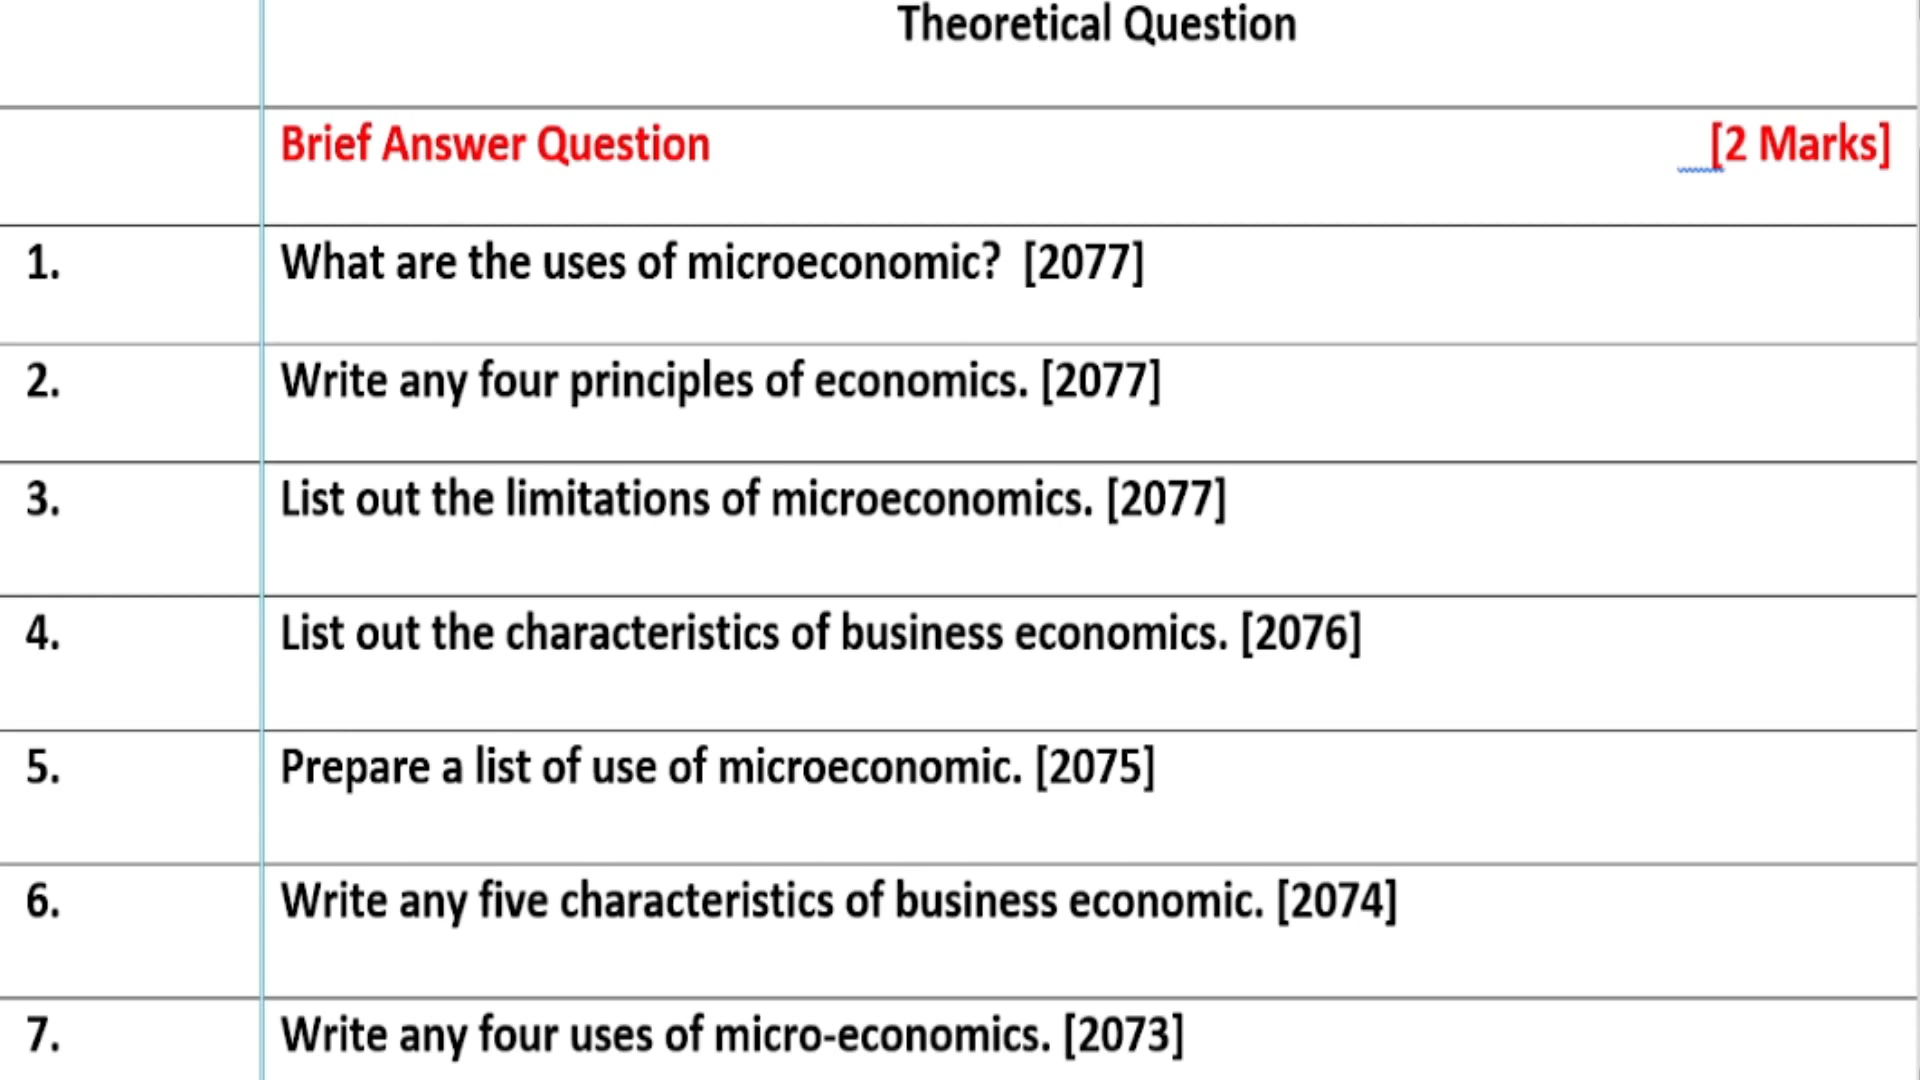 Theoretical Question
Brief Answer Question __[2 Marks]
1. What are the uses of microeconomic? [2077]
2. Write any four principles of economics. [2077]
3. List out the limitations of microeconomics. [2077]
4. List out the characteristics of business economics. [2076]
5. Prepare a list of use of microeconomic. [2075]
6. Write any five characteristics of business economic. [2074]
7. Write any four uses of micro-economics. [2073]